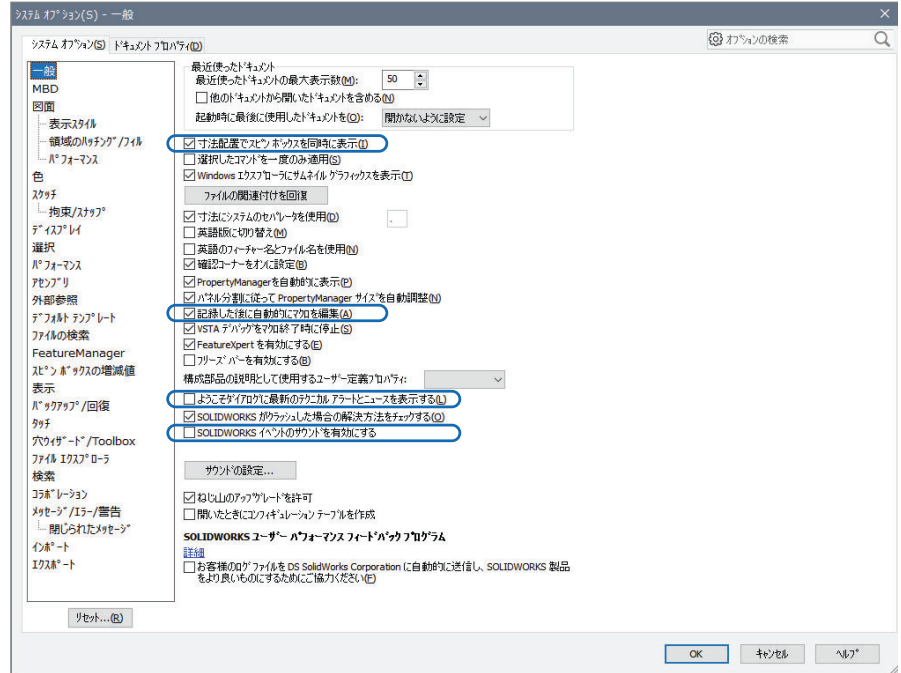 システム オプション(S) - 一般
システム オプション(S)
ドキュメント プロパティ(D)
オプションの検索
一般
MBD
図面
表示スタイル
領域のハッチング/フィル
パフォーマンス
色
スケッチ
拘束/スナップ
ディスプレイ
選択
パフォーマンス
アセンブリ
外部参照
デフォルト テンプレート
ファイルの検索
FeatureManager
スピン ボックスの増減値
表示
バックアップ/回復
タッチ
穴ウィザード/Toolbox
ファイル エクスプローラ
検索
コラボレーション
メッセージ/エラー/警告
閉じられたメッセージ
インポート
エクスポート
リセット...(R)
最近使ったドキュメント
最近使ったドキュメントの最大表示数(M): 50
他のドキュメントから開いたドキュメントを含める(N)
起動時に最後に使用したドキュメントを(O): 開かないように設定
寸法配置でスピン ボックスを同時に表示(I)
選択したコマンドを一度のみ適用(S)
Windows エクスプローラにサムネイル グラフィックスを表示(T)
ファイルの関連付けを回復
寸法にシステムのセパレータを使用(D) .
英語版に切り替え(M)
英語のフィーチャー名とファイル名を使用(N)
確認コーナーをオンに設定(B)
PropertyManagerを自動的に表示(P)
パネル分割に従って PropertyManager サイズを自動調整(N)
記録した後に自動的にマクロを編集(A)
VSTA デバッグをマクロ終了時に停止(S)
FeatureXpert を有効にする(E)
フリーズ バーを有効にする(B)
構成部品の説明として使用するユーザー定義プロパティ:
ようこそダイアログに最新のテクニカル アラートとニュースを表示する(L)
SOLIDWORKS がクラッシュした場合の解決方法をチェックする(O)
SOLIDWORKS イベントのサウンドを有効にする
サウンドの設定...
ねじ山のアップグレードを許可
開いたときにコンフィギュレーション テーブルを作成
SOLIDWORKS ユーザー パフォーマンス フィードバック プログラム
詳細
お客様のログ ファイルを DS SolidWorks Corporation に自動的に送信し、SOLIDWORKS 製品
をより良いものにするためにご協力ください(F)
OK
キャンセル
ヘルプ